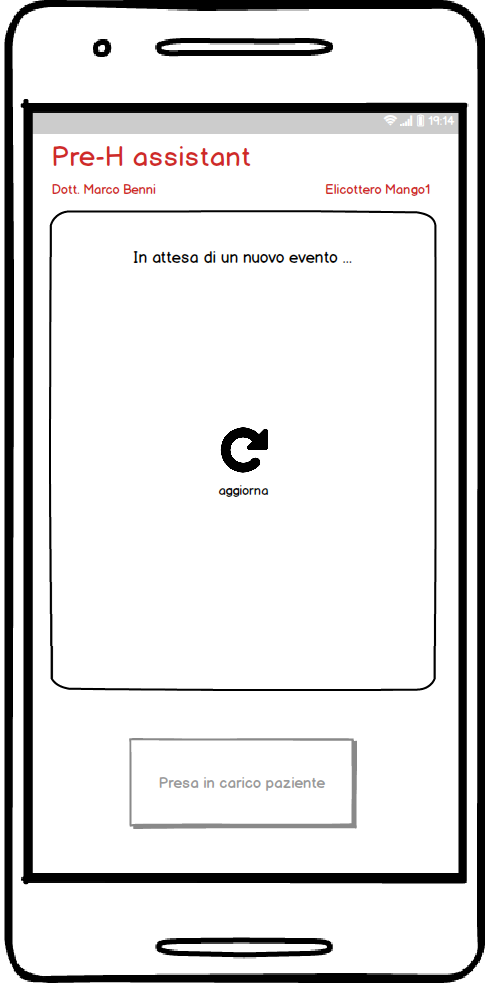 19:14
Pre-H assistant
Dott. Marco Benni
Elicottero Mango1
In attesa di un nuovo evento ...
aggiorna
Presa in carico paziente